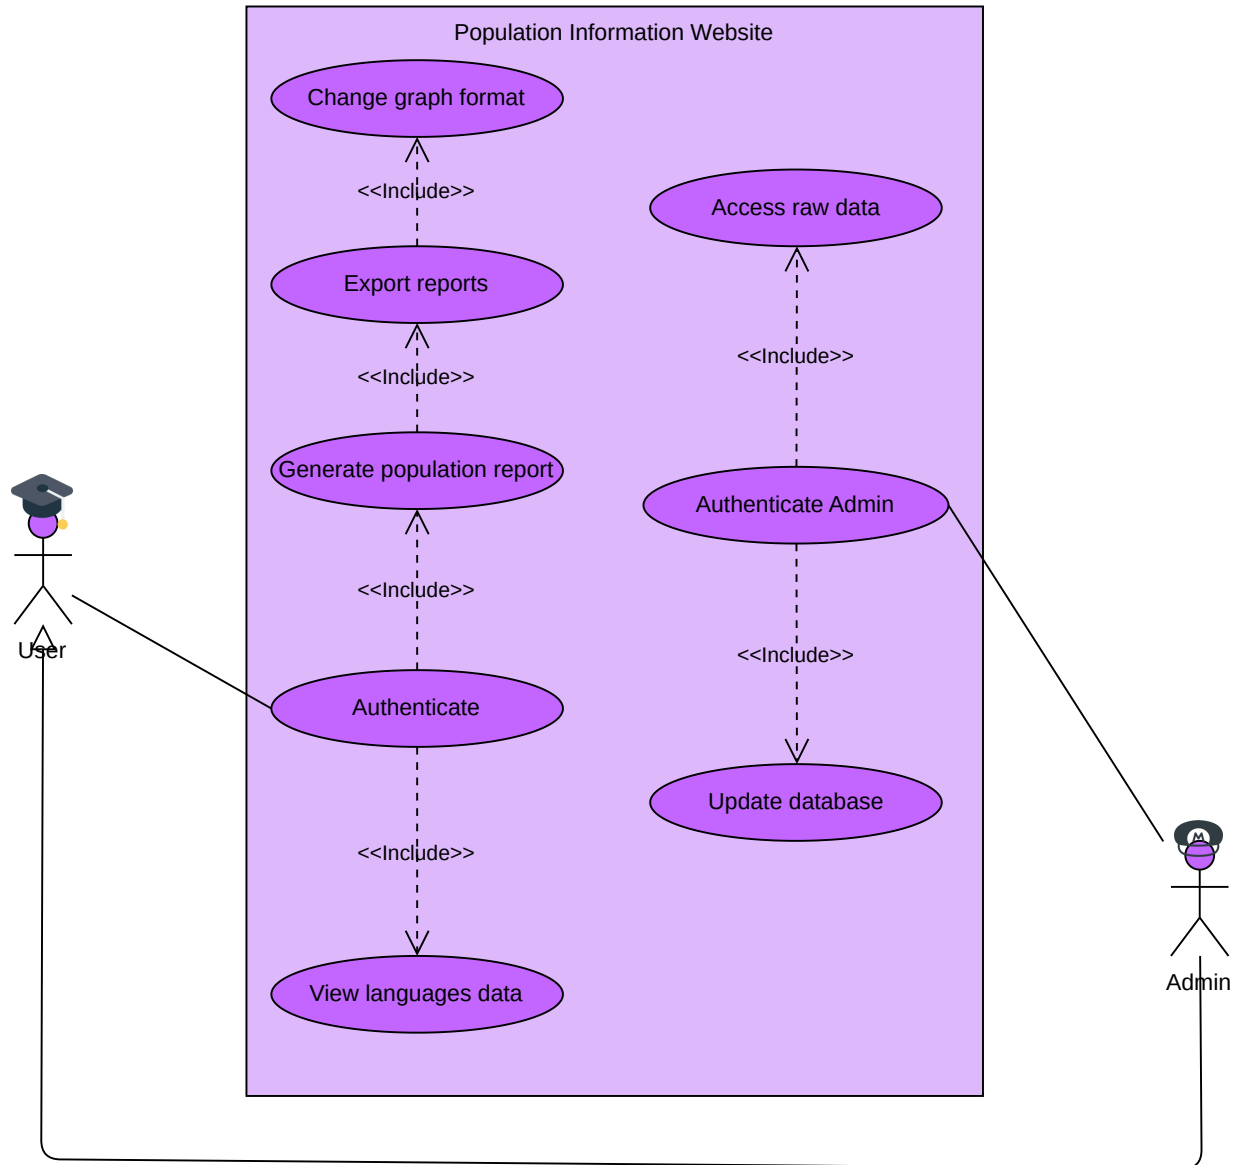 Population Information Website
Change graph format
<<Include>>
Access raw data
Export reports
<<Include>>
<<Include>>
Generate population report
Authenticate Admin
<<Include>>
User
<<Include>>
Authenticate
Update database
M
<<Include>>
Admin
View languages data